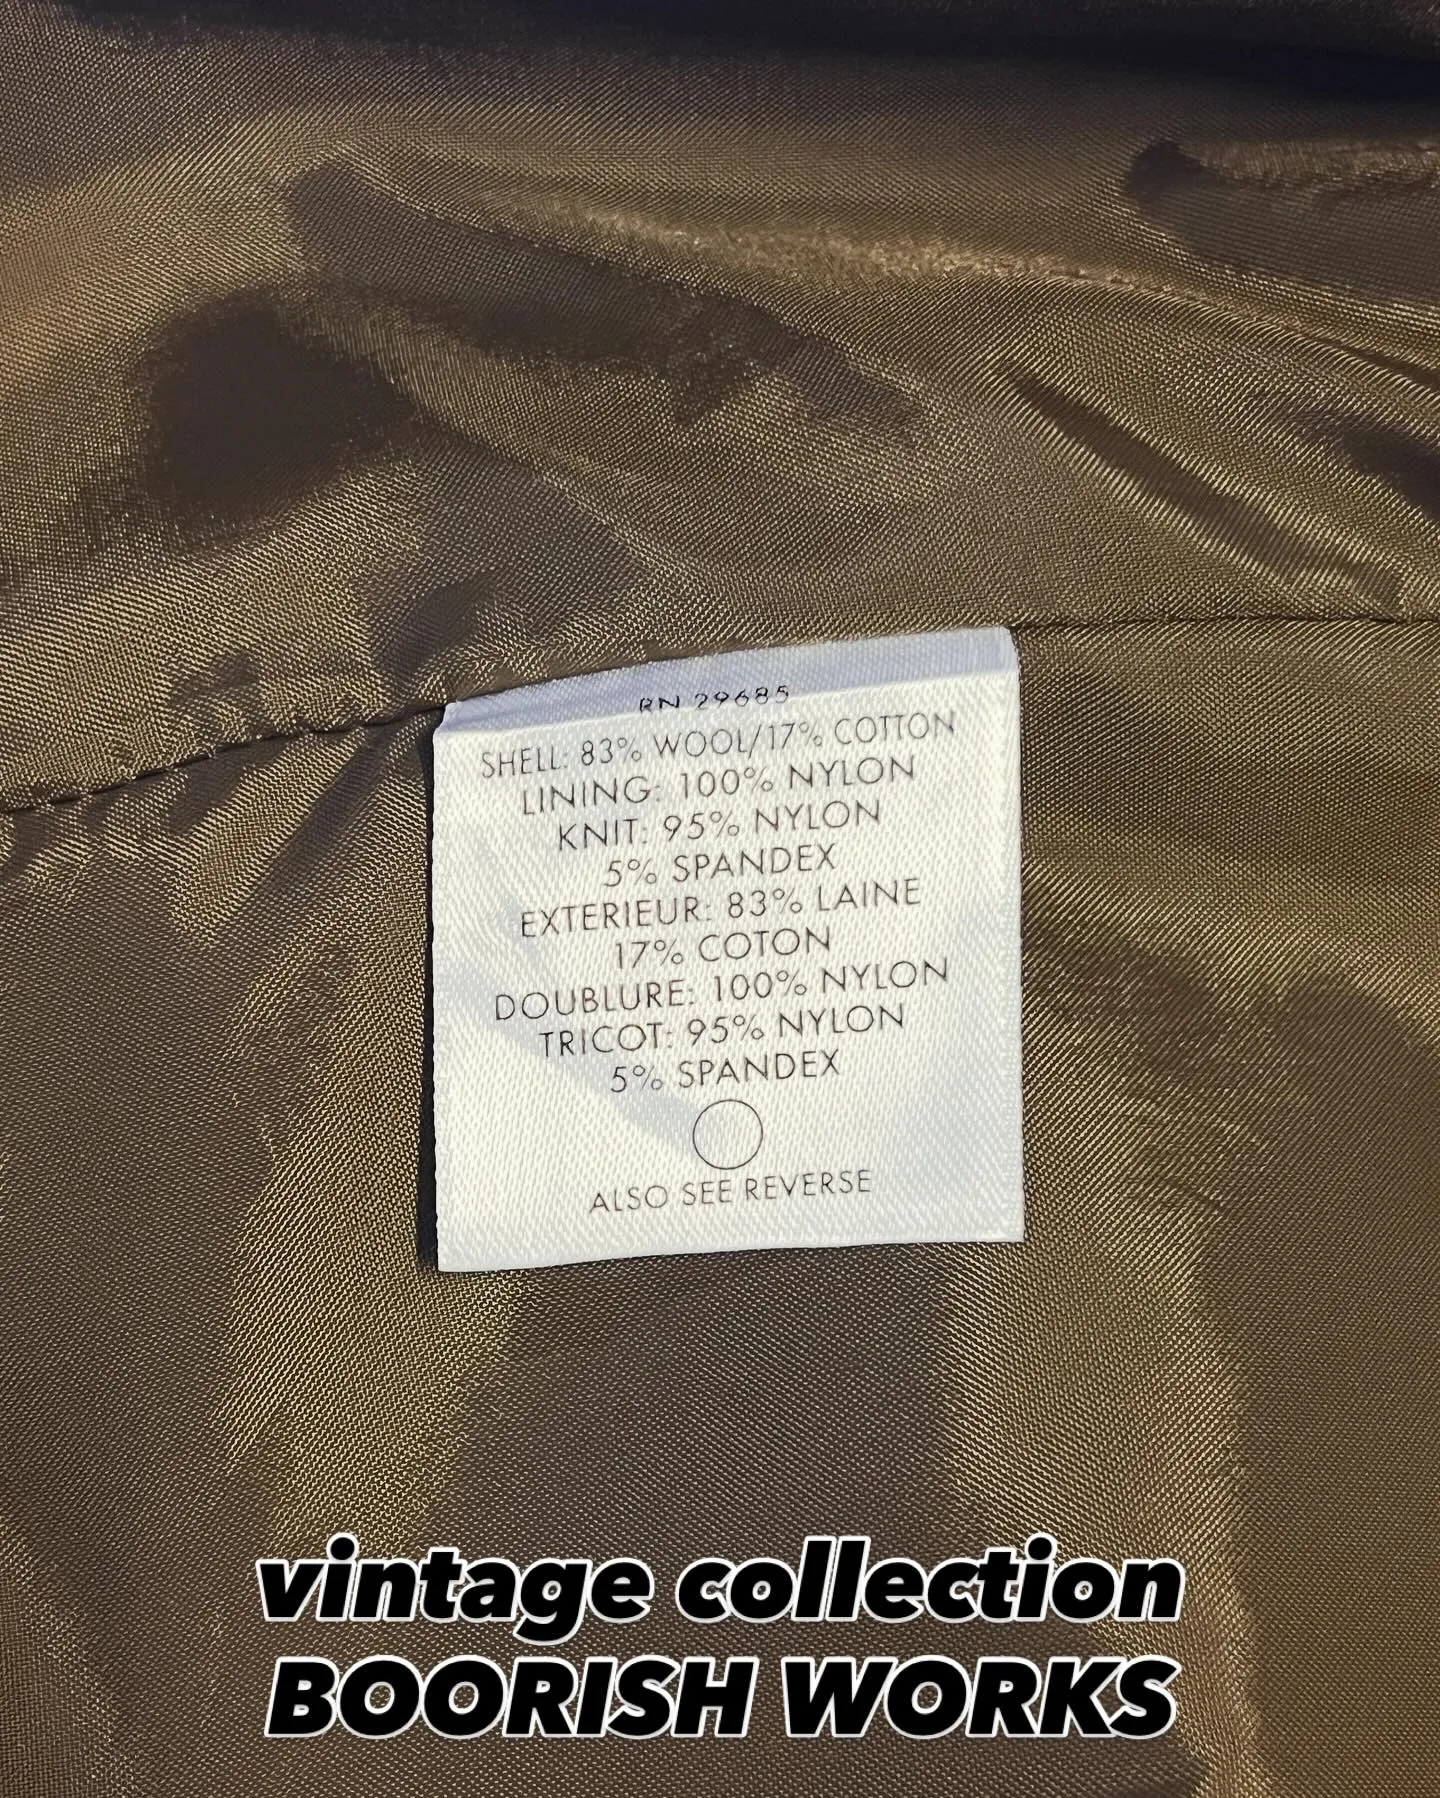 RN 29685
SHELL: 83% WOOL/17% COTTON
LINING: 100% NYLON
KNIT: 95% NYLON
5% SPANDEX
EXTERIEUR: 83% LAINE
17% COTON
DOUBLURE: 100% NYLON
TRICOT: 95% NYLON
5% SPANDEX
ALSO SEE REVERSE
vintage collection
BOORISH WORKS